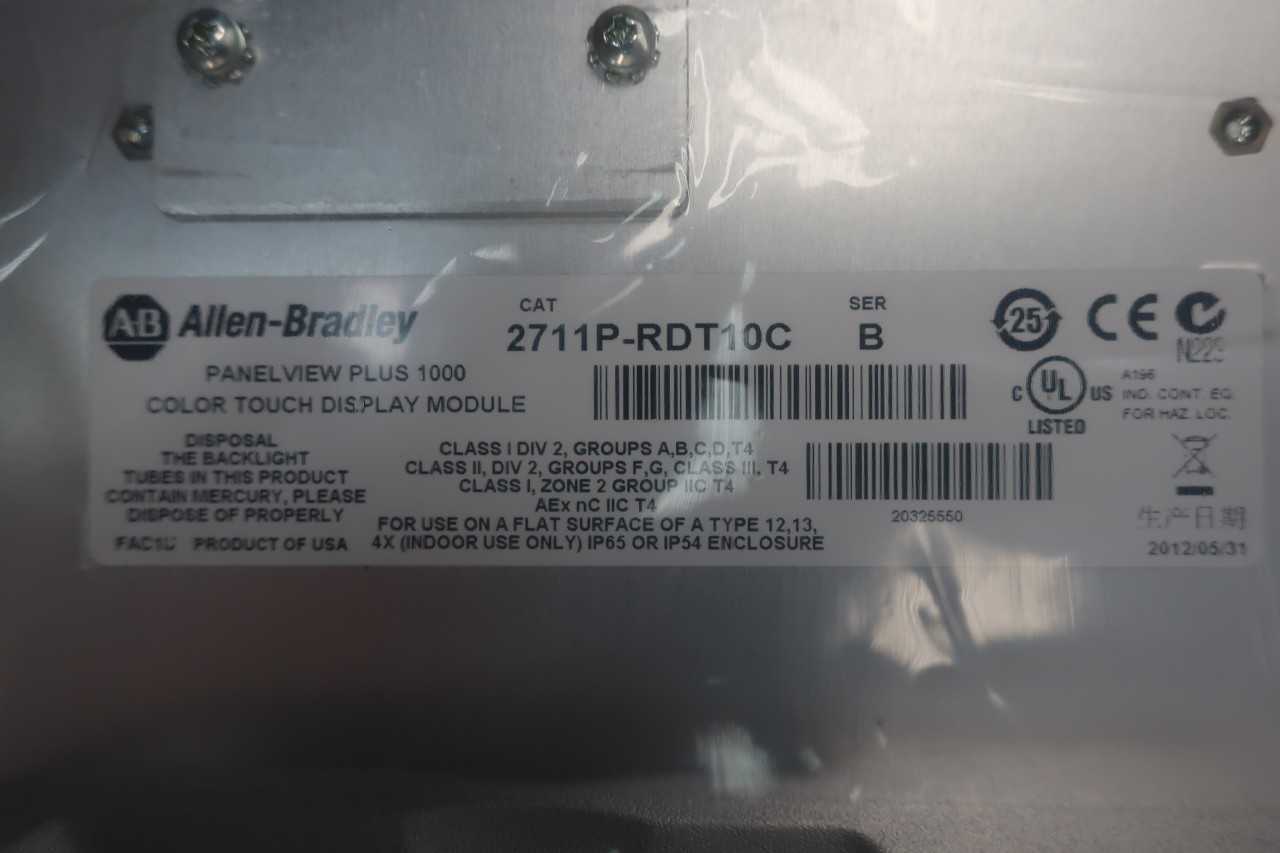 AB Allen-Bradley
PANELVIEW PLUS 1000
COLOR TOUCH DISPLAY MODULE
CAT
2711P-RDT10C
SER
B
25
CE
N223
C UL US
LISTED
A196
IND. CONT. EQ.
FOR HAZ. LOC.
DISPOSAL
THE BACKLIGHT
TUBES IN THIS PRODUCT
CONTAIN MERCURY, PLEASE
DISPOSE OF PROPERLY
PRODUCT OF USA
CLASS I DIV 2, GROUPS A,B,C,D,T4
CLASS II, DIV 2, GROUPS F,G, CLASS III, T4
CLASS I, ZONE 2 GROUP IIC T4
AEx nC IIC T4
FOR USE ON A FLAT SURFACE OF A TYPE 12,13,
4X (INDOOR USE ONLY) IP65 OR IP54 ENCLOSURE
20325550
生产日期
2012/05/31